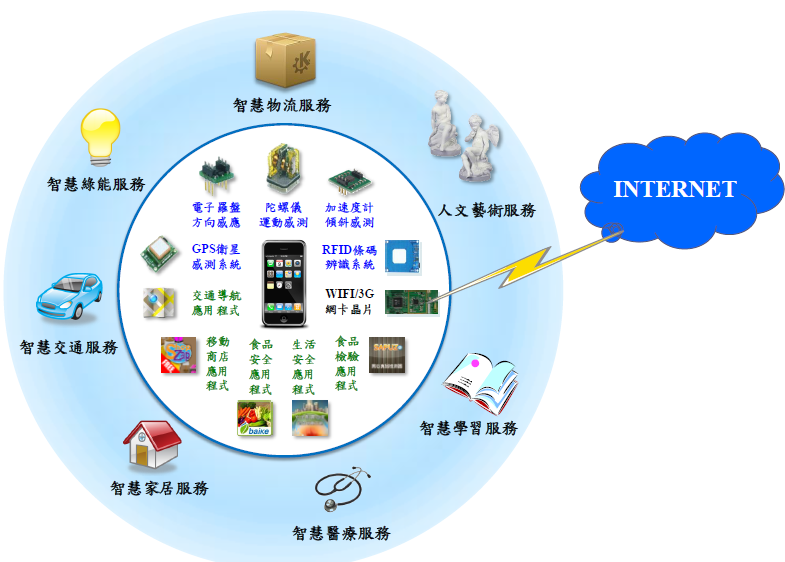 智慧物流服務
智慧綠能服務
人文藝術服務
INTERNET
電子羅盤
方向感應
陀螺儀
運動感測
加速度計
傾斜感測
GPS衛星
感測系統
RFID條碼
辨識系統
交通導航
應用程式
WIFI/3G
網卡晶片
智慧交通服務
移動
商店
應用
程式
食品
安全
應用
程式
生活
安全
應用
程式
食品
檢驗
應用
程式
baike
智慧學習服務
智慧家居服務
智慧醫療服務